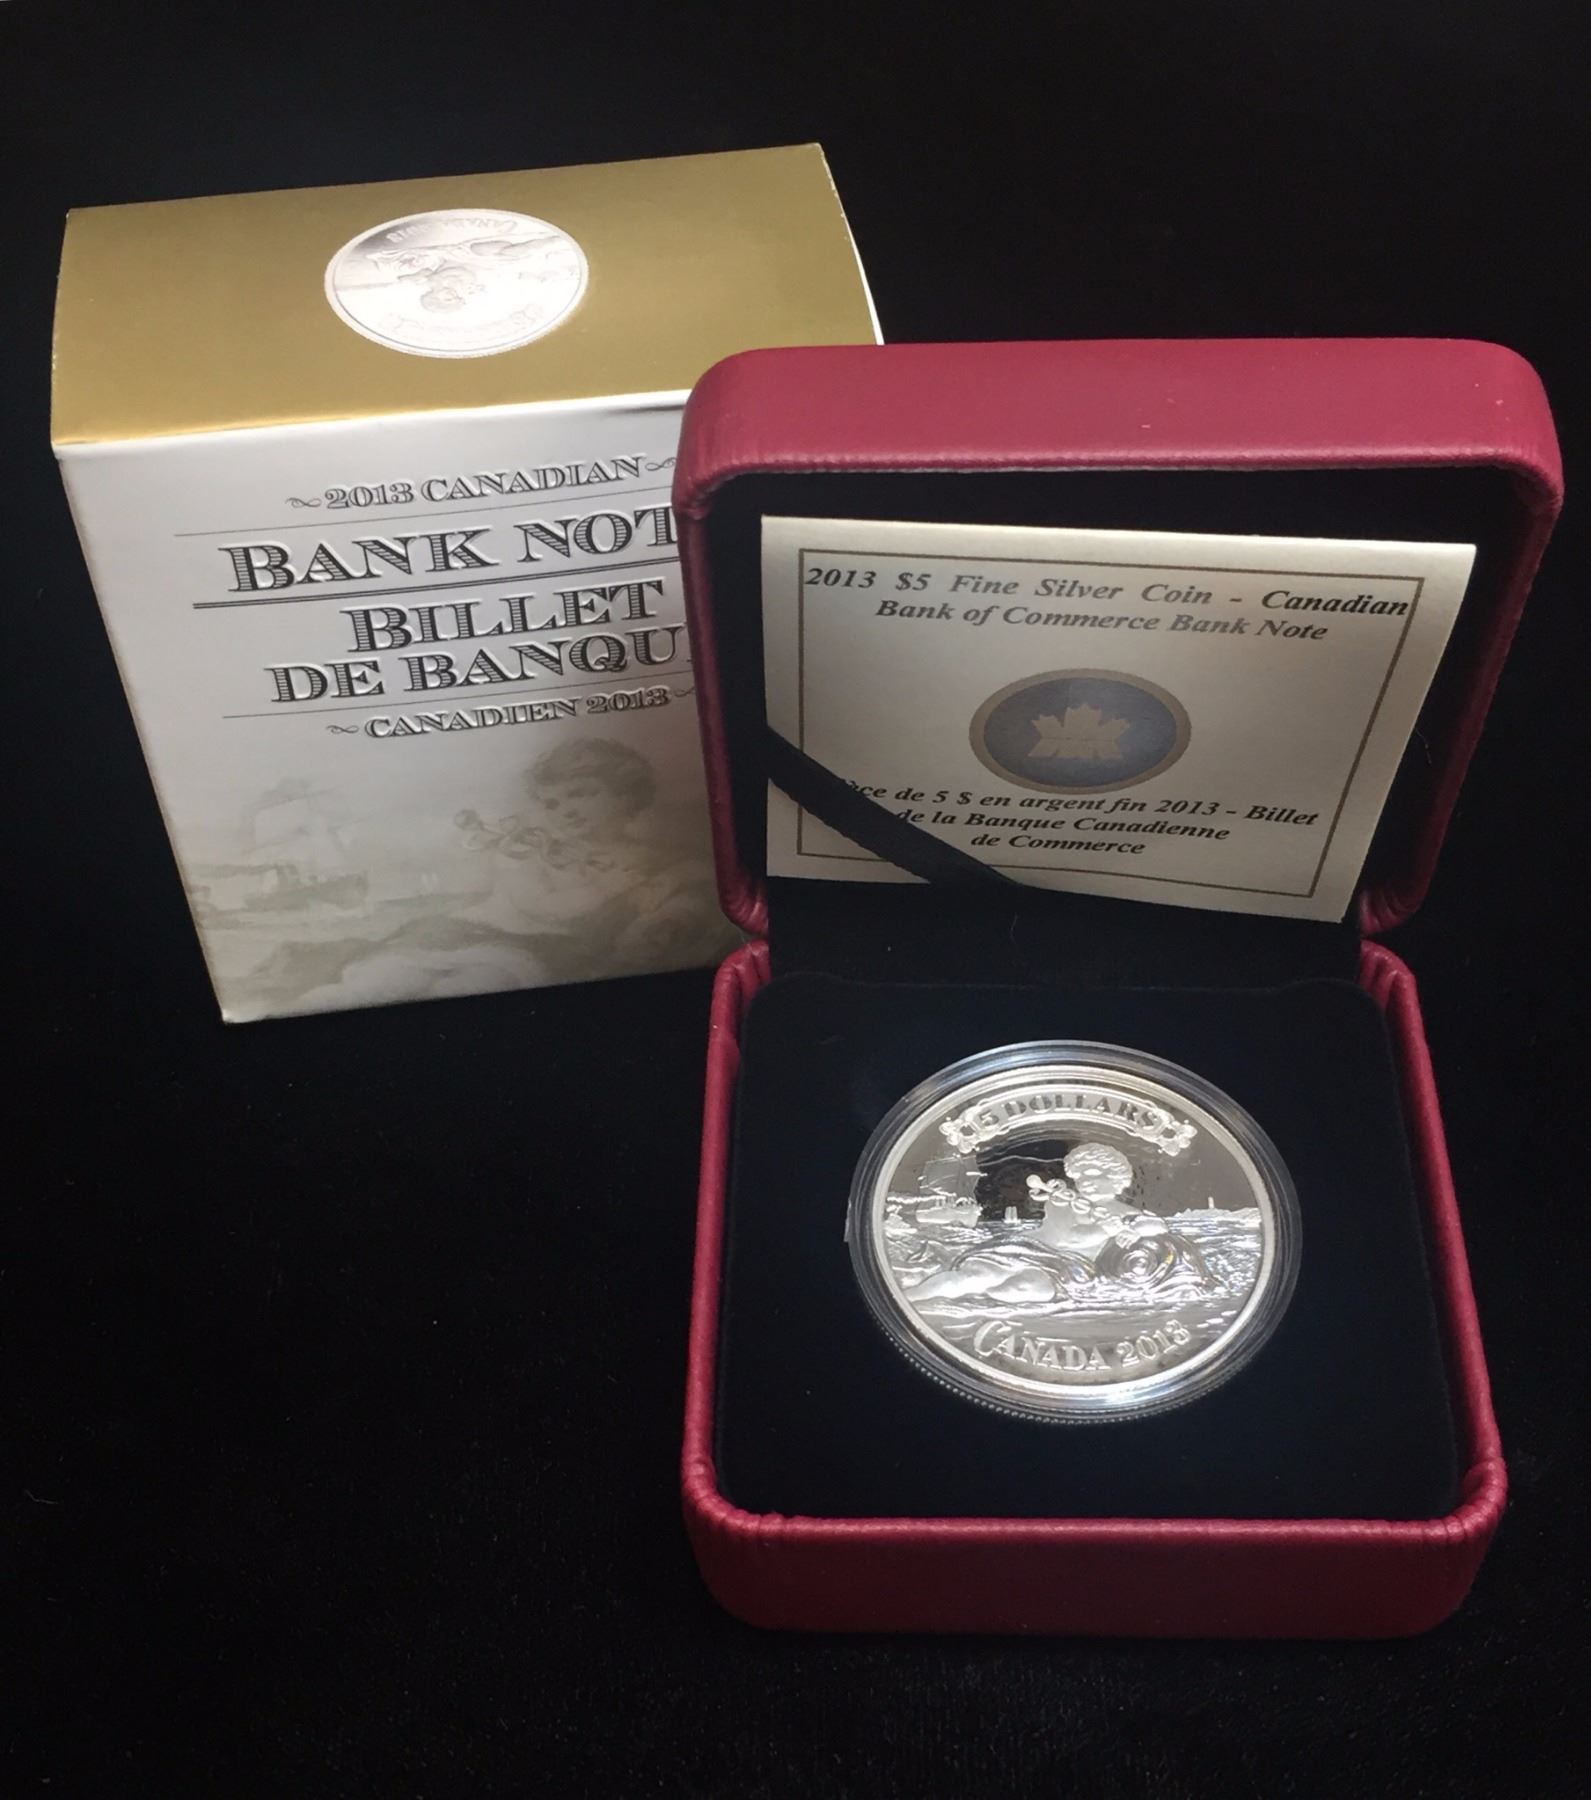 ~2013 CANADIAN~
BANK NOT
BILLET
DE BANQU
~CANADIEN 2013~
2013 $5 Fine Silver Coin - Canadian
Bank of Commerce Bank Note
ce de 5 $ en argent fin 2013 - Billet
de la Banque Canadienne
de Commerce
5 DOLLARS
CANADA 2013